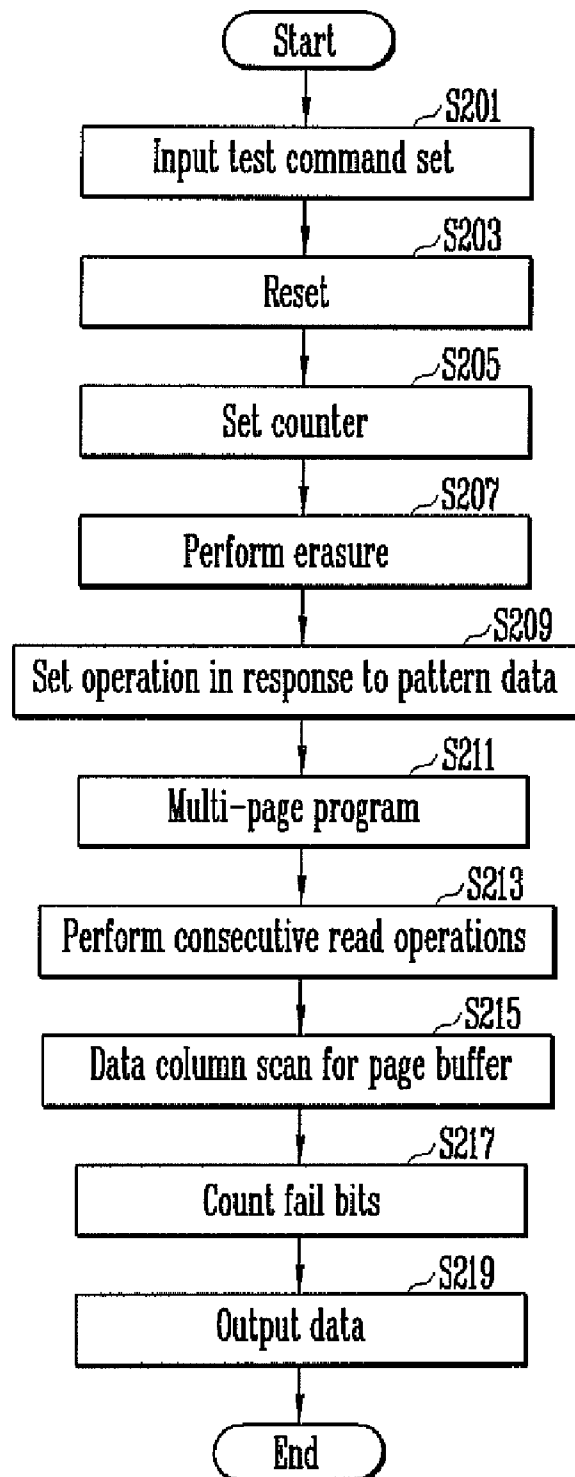 Start
S201
Input test command set
S203
Reset
S205
Set counter
S207
Perform erasure
S209
Set operation in response to pattern data
S211
Multi-page program
S213
Perform consecutive read operations
S215
Data column scan for page buffer
S217
Count fail bits
S219
Output data
End